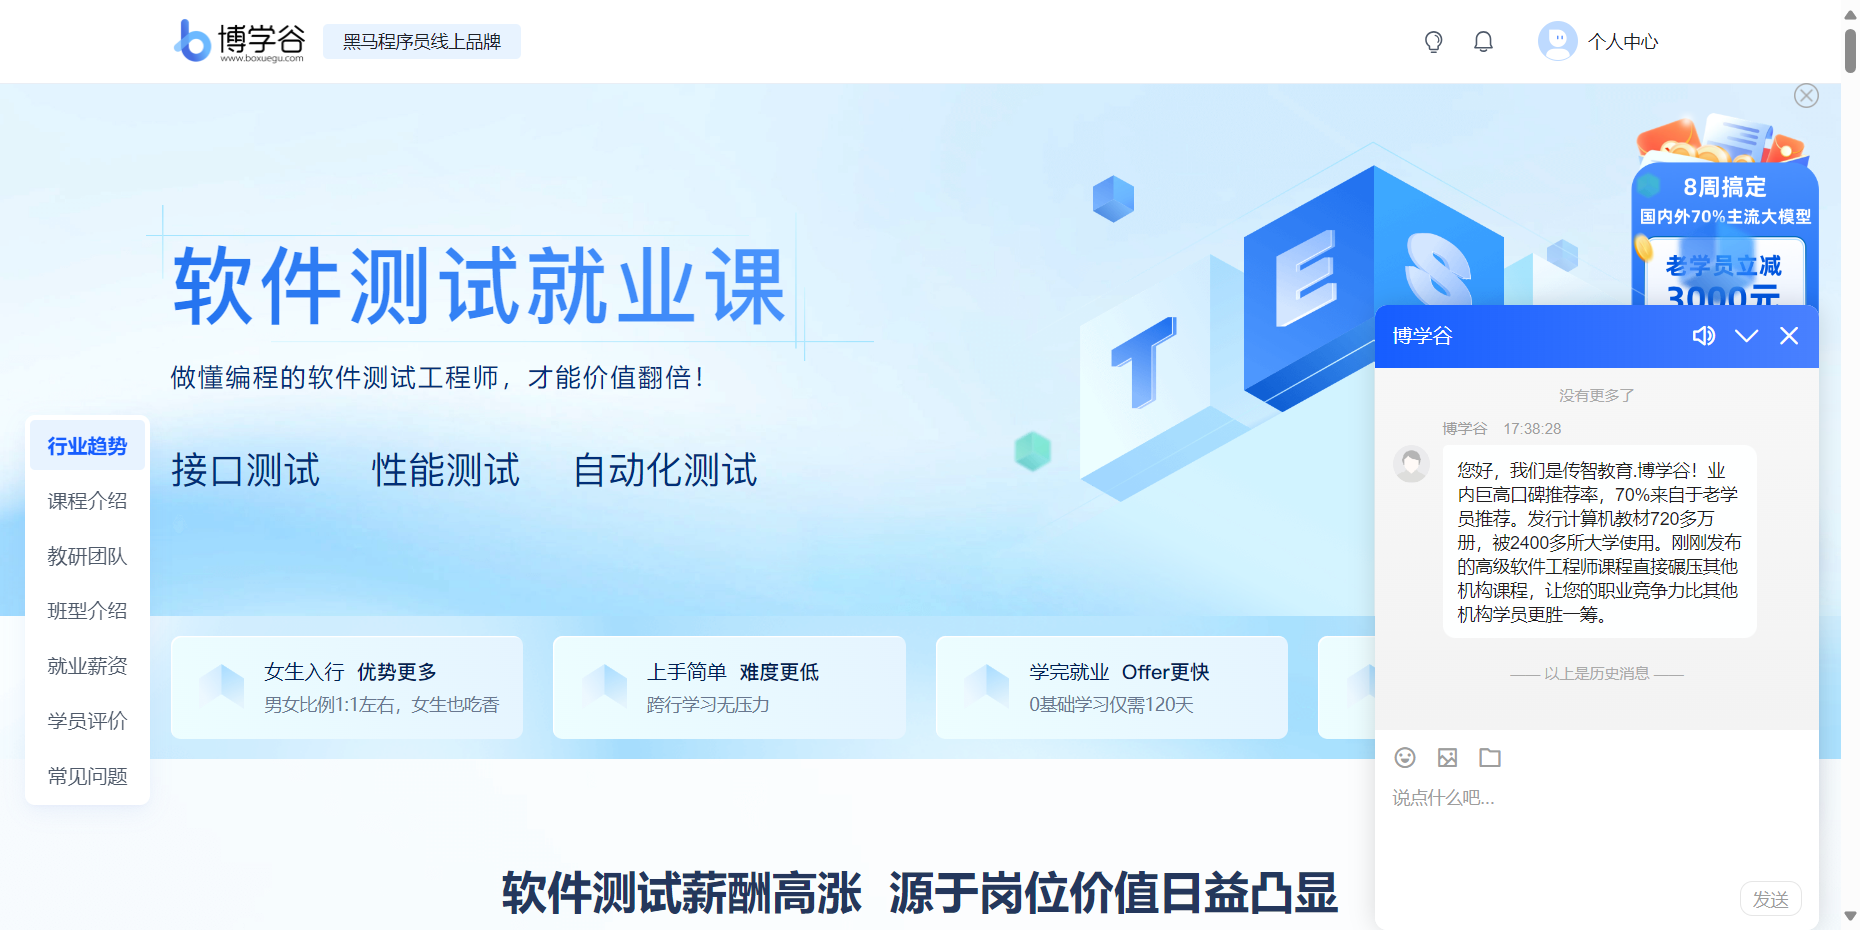 博学谷
www.boxuegu.com
黑马程序员线上品牌
个人中心
8周搞定
国内外70%主流大模型
老学员立减
3000元
T
E
S
软件测试就业课
做懂编程的软件测试工程师，才能价值翻倍！
接口测试 性能测试 自动化测试
行业趋势
课程介绍
教研团队
班型介绍
就业薪资
学员评价
常见问题
女生入行 优势更多
男女比例1:1左右，女生也吃香
上手简单 难度更低
跨行学习无压力
学完就业 Offer更快
0基础学习仅需120天
软件测试薪酬高涨 源于岗位价值日益凸显
博学谷
没有更多了
博学谷 17:38:28
您好，我们是传智教育.博学谷！业
内巨高口碑推荐率，70%来自于老学
员推荐。发行计算机教材720多万
册，被2400多所大学使用。刚刚发布
的高级软件工程师课程直接碾压其他
机构课程，让您的职业竞争力比其他
机构学员更胜一筹。
—— 以上是历史消息 ——
说点什么吧...
发送